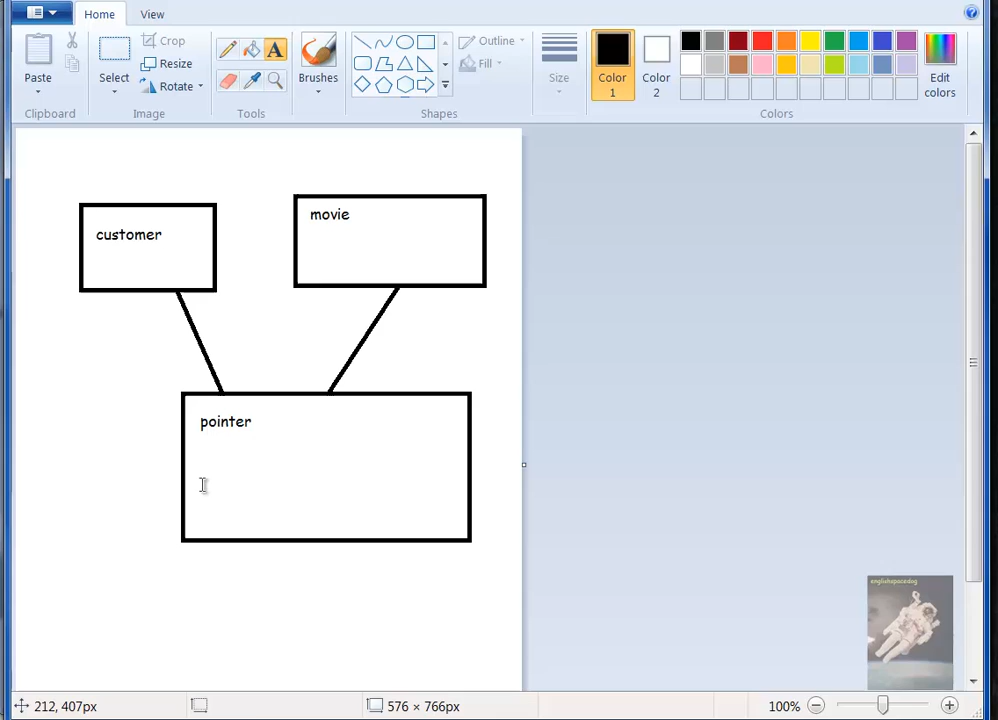 Home
View
Paste
Select
Crop
Resize
Rotate
Brushes
Outline
Fill
Size
Color 1
Color 2
Edit colors
Clipboard
Image
Tools
Shapes
Colors
A
customer
movie
pointer
englishspacedog
212, 407px
576 × 766px
100%